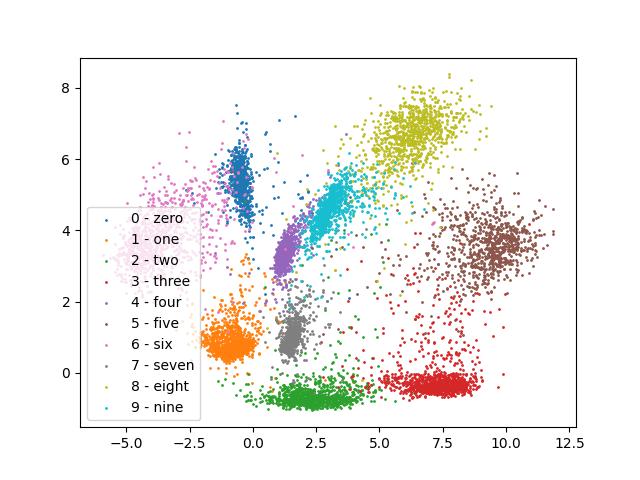 8
6
4
2
0
0 - zero
1 - one
2 - two
3 - three
4 - four
5 - five
6 - six
7 - seven
8 - eight
9 - nine
−5.0 −2.5 0.0 2.5 5.0 7.5 10.0 12.5